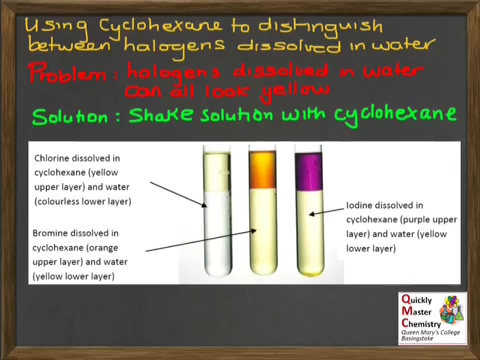 Using Cyclohexane to distinguish
between halogens dissolved in water
Problem: halogens dissolved in water
can all look yellow
Solution: Shake solution with cyclohexane
Chlorine dissolved in
cyclohexane (yellow
upper layer) and water
(colourless lower layer)
Bromine dissolved in
cyclohexane (orange
upper layer) and water
(yellow lower layer)
Iodine dissolved in
cyclohexane (purple upper
layer) and water (yellow
lower layer)
Quickly
Master
Chemistry
Queen Mary's College
Basingstoke